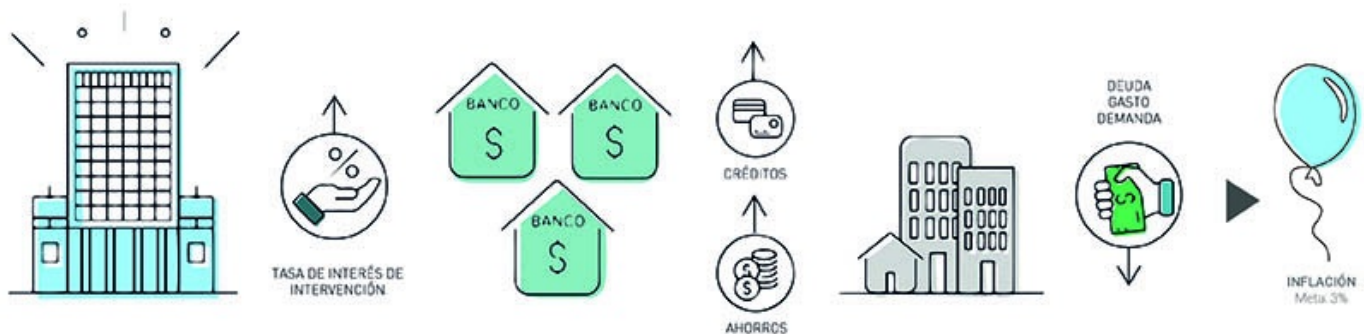 TASA DE INTERÉS DE
INTERVENCIÓN
BANCO
$
BANCO
$
BANCO
$
CRÉDITOS
$
$
AHORROS
DEUDA
GASTO
DEMANDA
$
INFLACIÓN
Meta: 3%